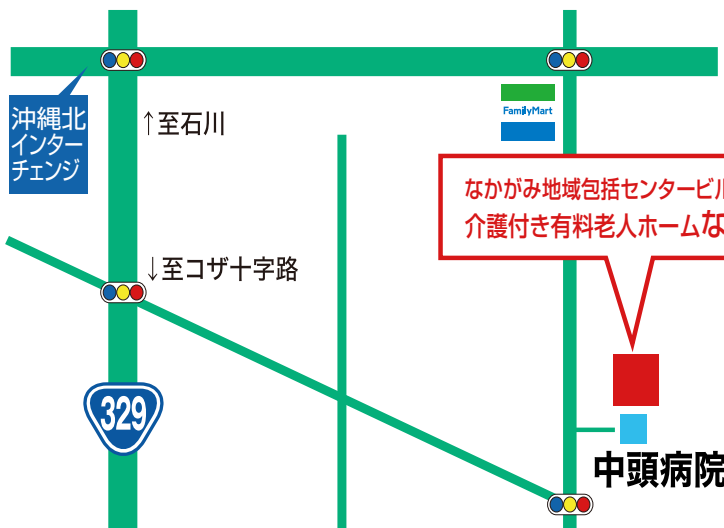 沖縄北
インター
チェンジ
↑至石川
FamilyMart
なかがみ地域包括センタービル
介護付き有料老人ホームな
↓至コザ十字路
329
中頭病院